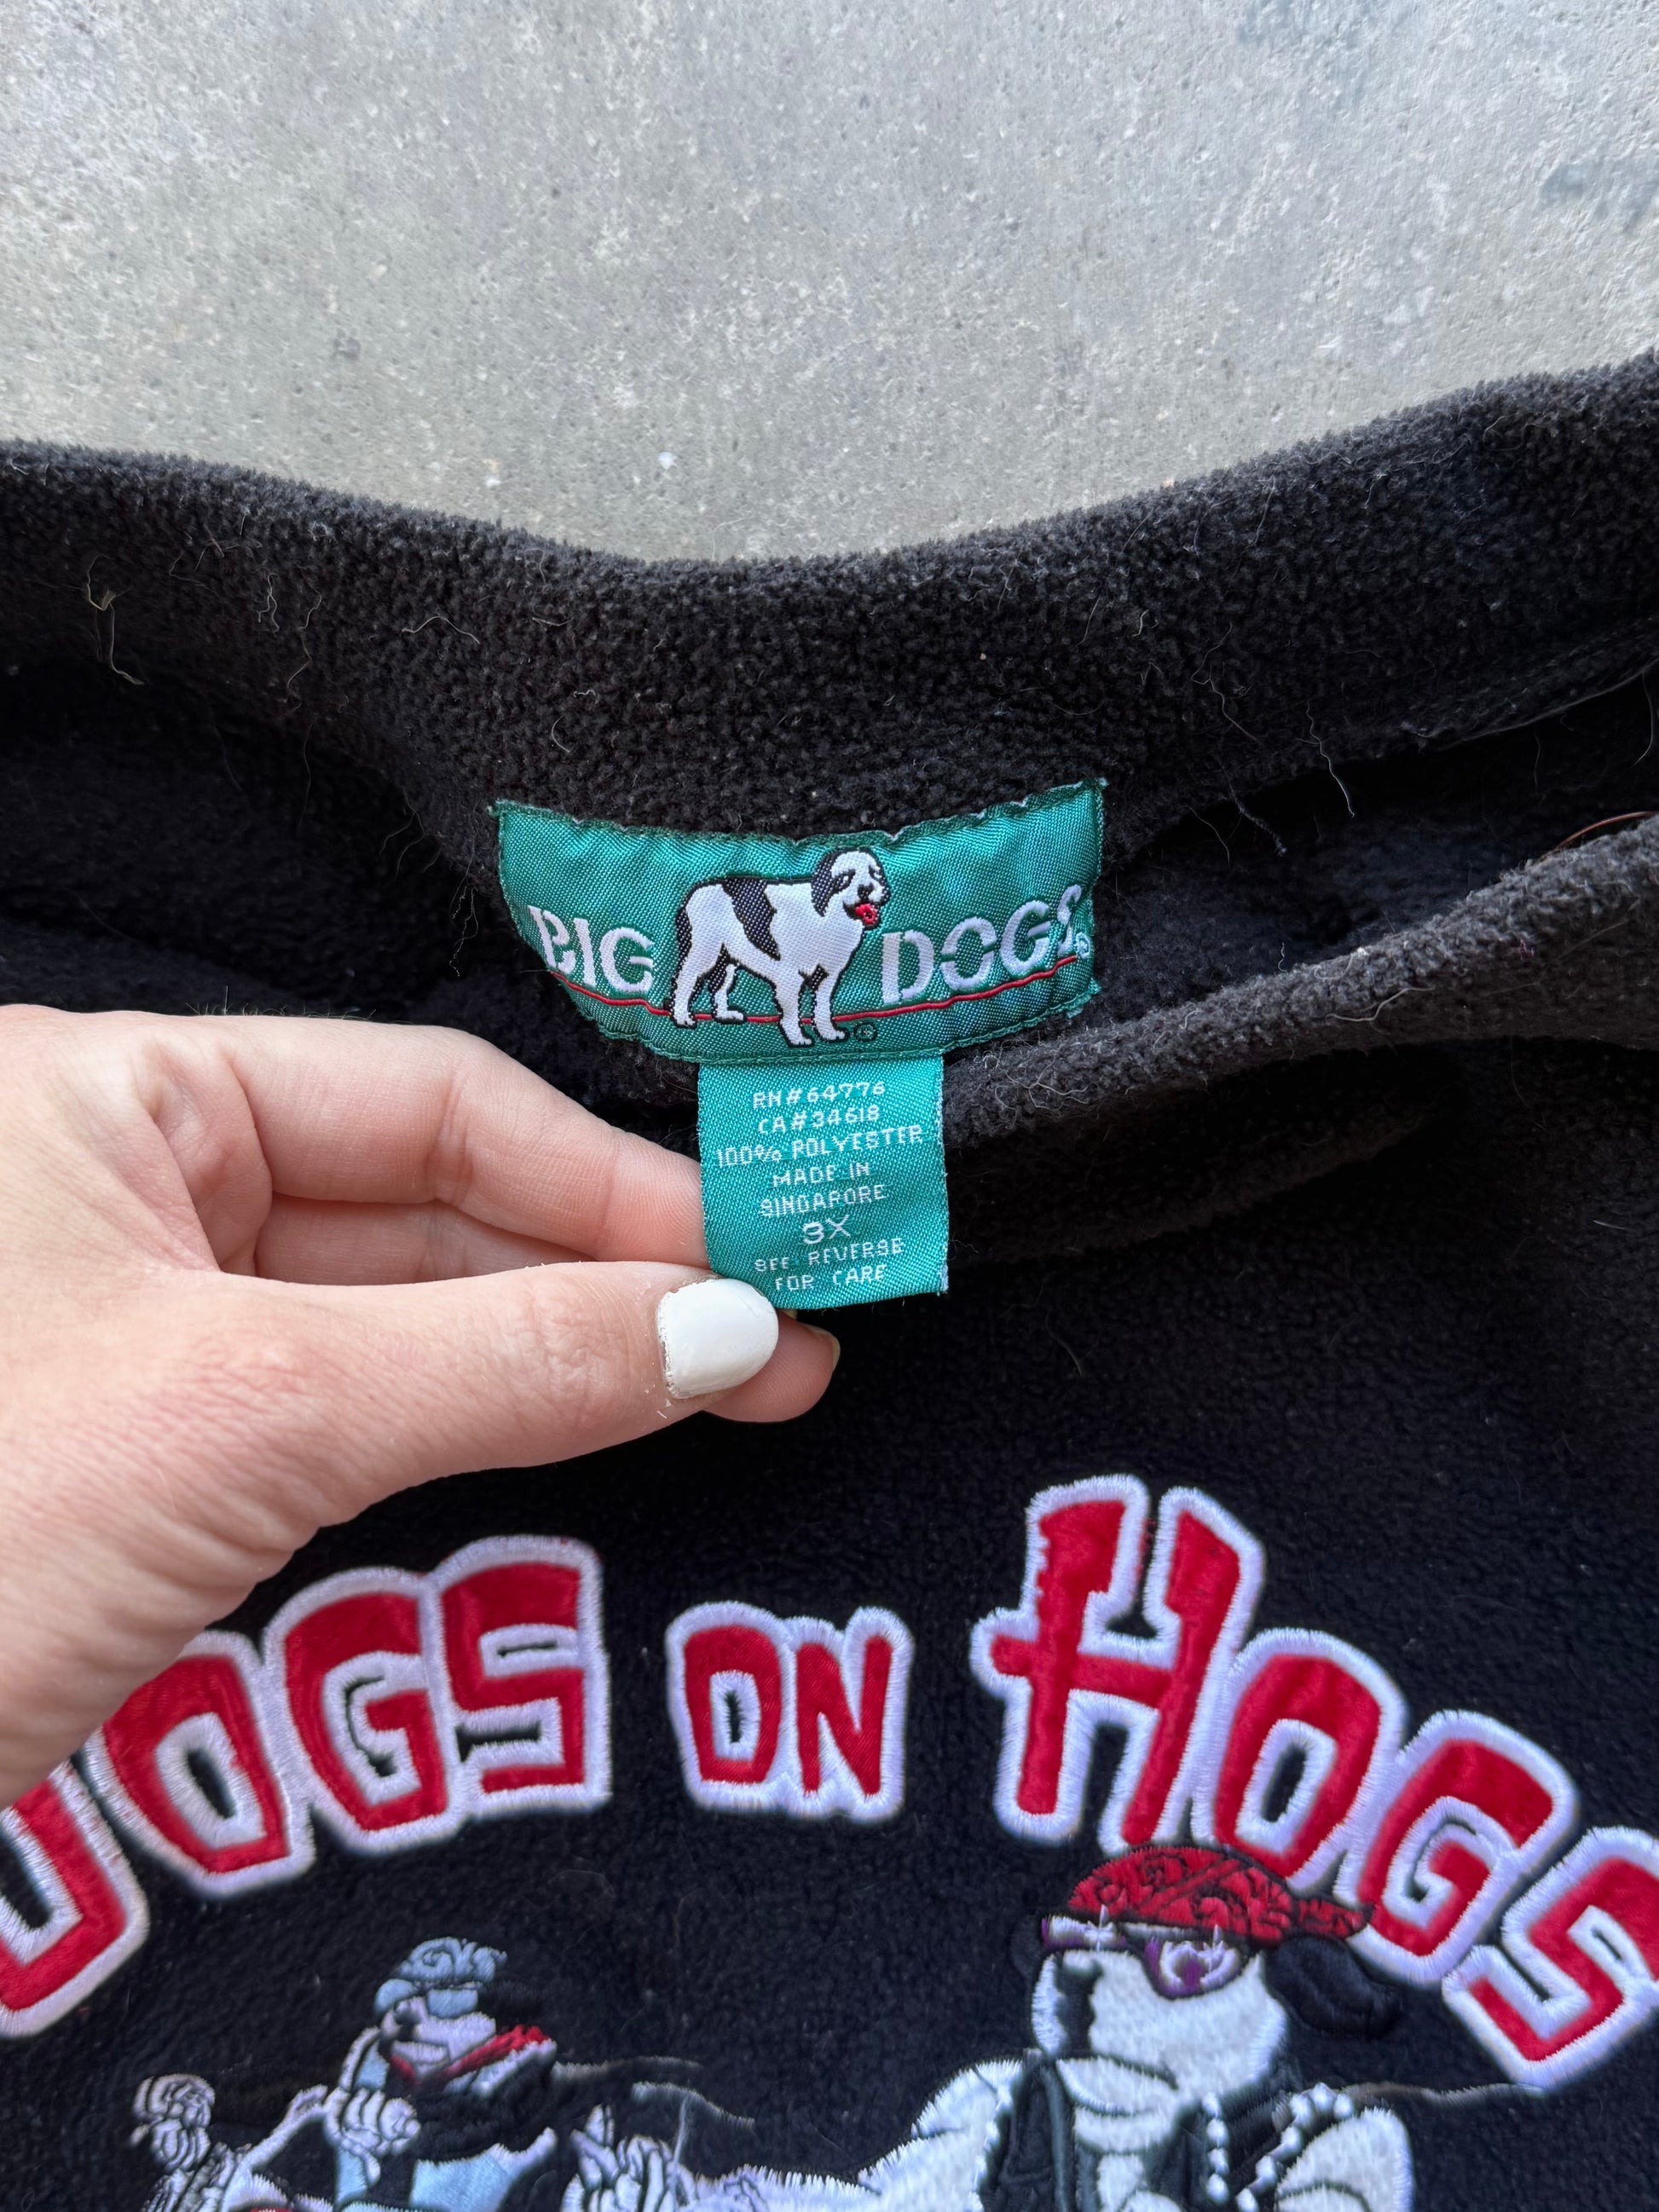 BIG DOGS®
©
RN#64776
CA#34618
100% POLYESTER
MADE IN
SINGAPORE
3X
SEE REVERSE
FOR CARE
DOGS ON HOGS